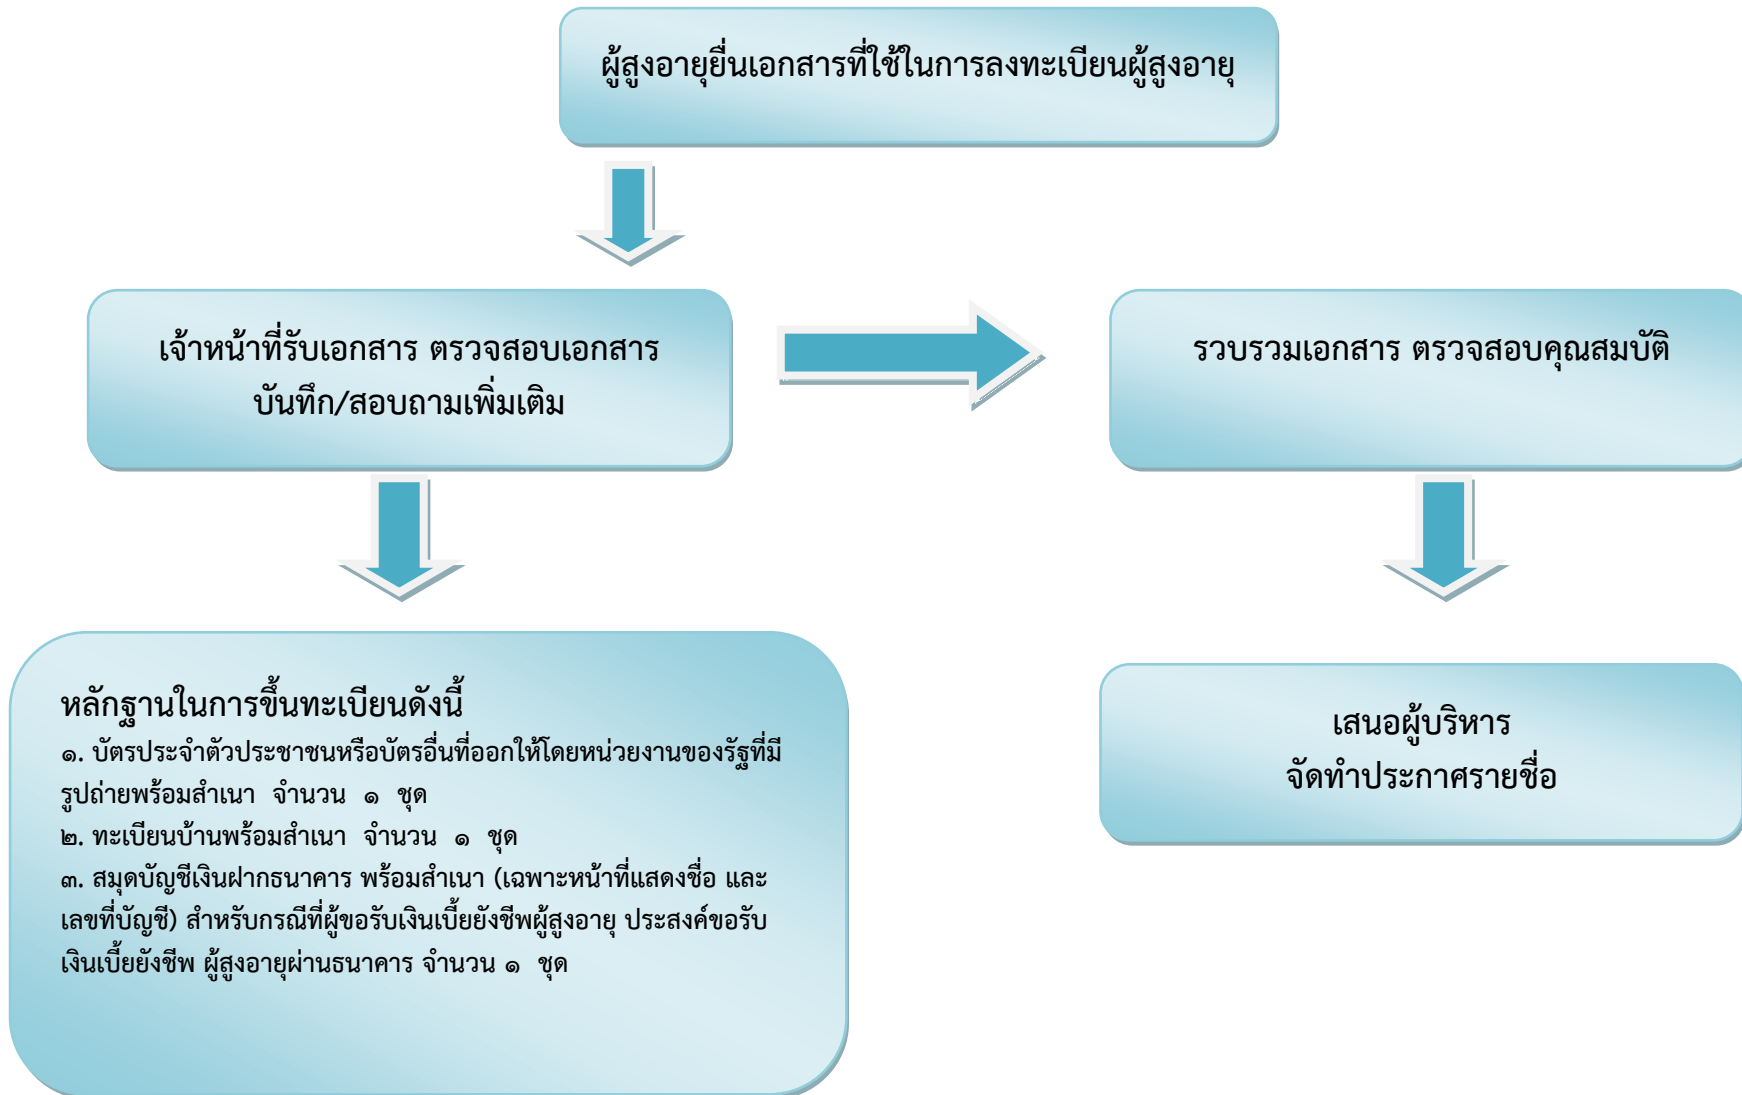 ผู้สูงอายุยื่นเอกสารที่ใช้ในการลงทะเบียนผู้สูงอายุ
เจ้าหน้าที่รับเอกสาร ตรวจสอบเอกสาร
บันทึก/สอบถามเพิ่มเติม
รวบรวมเอกสาร ตรวจสอบคุณสมบัติ
หลักฐานในการขึ้นทะเบียนดังนี้
๑. บัตรประจำตัวประชาชนหรือบัตรอื่นที่ออกให้โดยหน่วยงานของรัฐที่มี
รูปถ่ายพร้อมสำเนา จำนวน ๑ ชุด
๒. ทะเบียนบ้านพร้อมสำเนา จำนวน ๑ ชุด
๓. สมุดบัญชีเงินฝากธนาคาร พร้อมสำเนา (เฉพาะหน้าที่แสดงชื่อ และ
เลขที่บัญชี) สำหรับกรณีที่ผู้ขอรับเงินเบี้ยยังชีพผู้สูงอายุ ประสงค์ขอรับ
เงินเบี้ยยังชีพ ผู้สูงอายุผ่านธนาคาร จำนวน ๑ ชุด
เสนอผู้บริหาร
จัดทำประกาศรายชื่อ